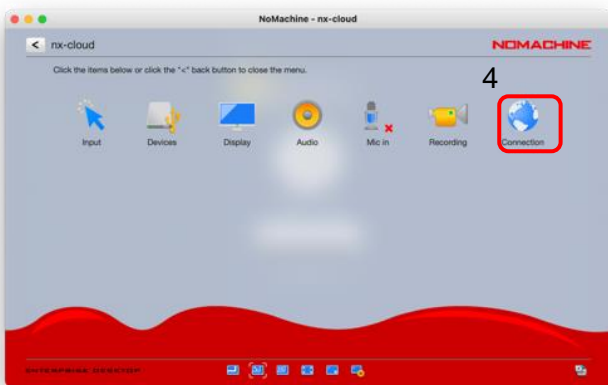 NoMachine - nx-cloud
< nx-cloud
NOMACHINE
Click the items below or click the "<" back button to close the menu.
4
Input Devices Display Audio Mic in Recording Connection
ENTERPRISE DESKTOP